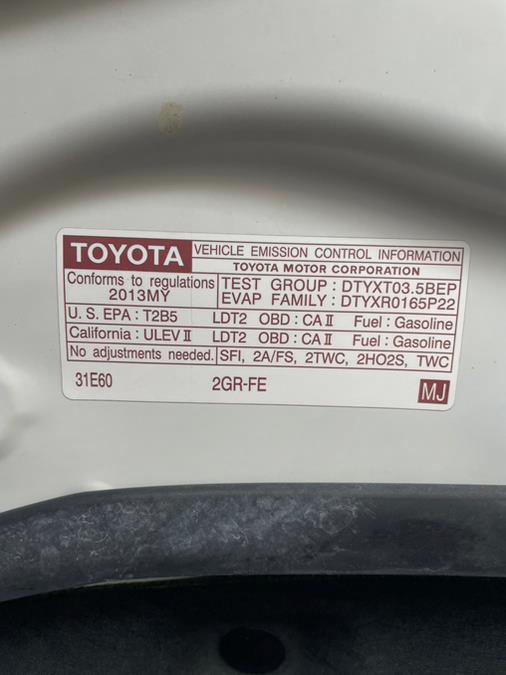 TOYOTA VEHICLE EMISSION CONTROL INFORMATION
TOYOTA MOTOR CORPORATION
Conforms to regulations
2013MY
TEST GROUP : DTYXT03.5BEP
EVAP FAMILY : DTYXR0165P22
U. S. EPA : T2B5 LDT2 OBD : CA II Fuel : Gasoline
California : ULEV II LDT2 OBD : CA II Fuel : Gasoline
No adjustments needed. SFI, 2A/FS, 2TWC, 2HO2S, TWC
31E60 2GR-FE MJ